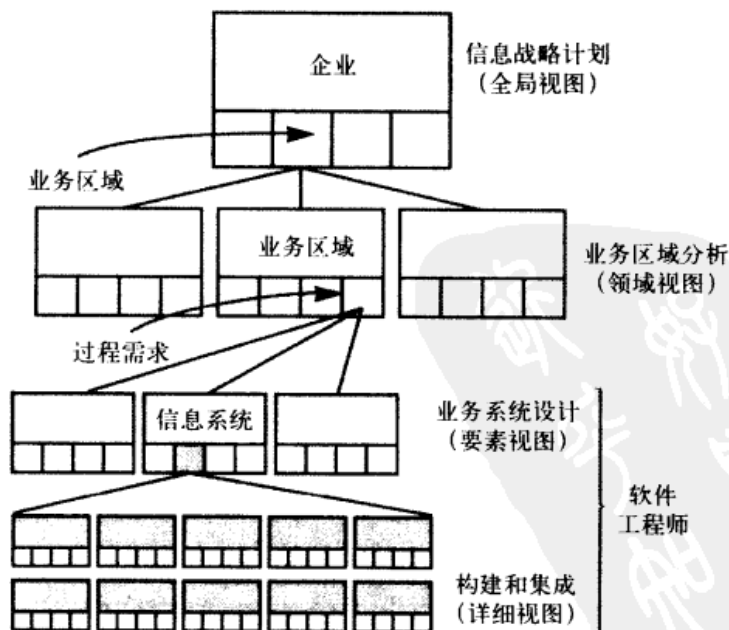 企业
信息战略计划
（全局视图）
业务区域
业务区域
业务区域分析
（领域视图）
过程需求
信息系统
业务系统设计
（要素视图）
软件
工程师
构建和集成
（详细视图）